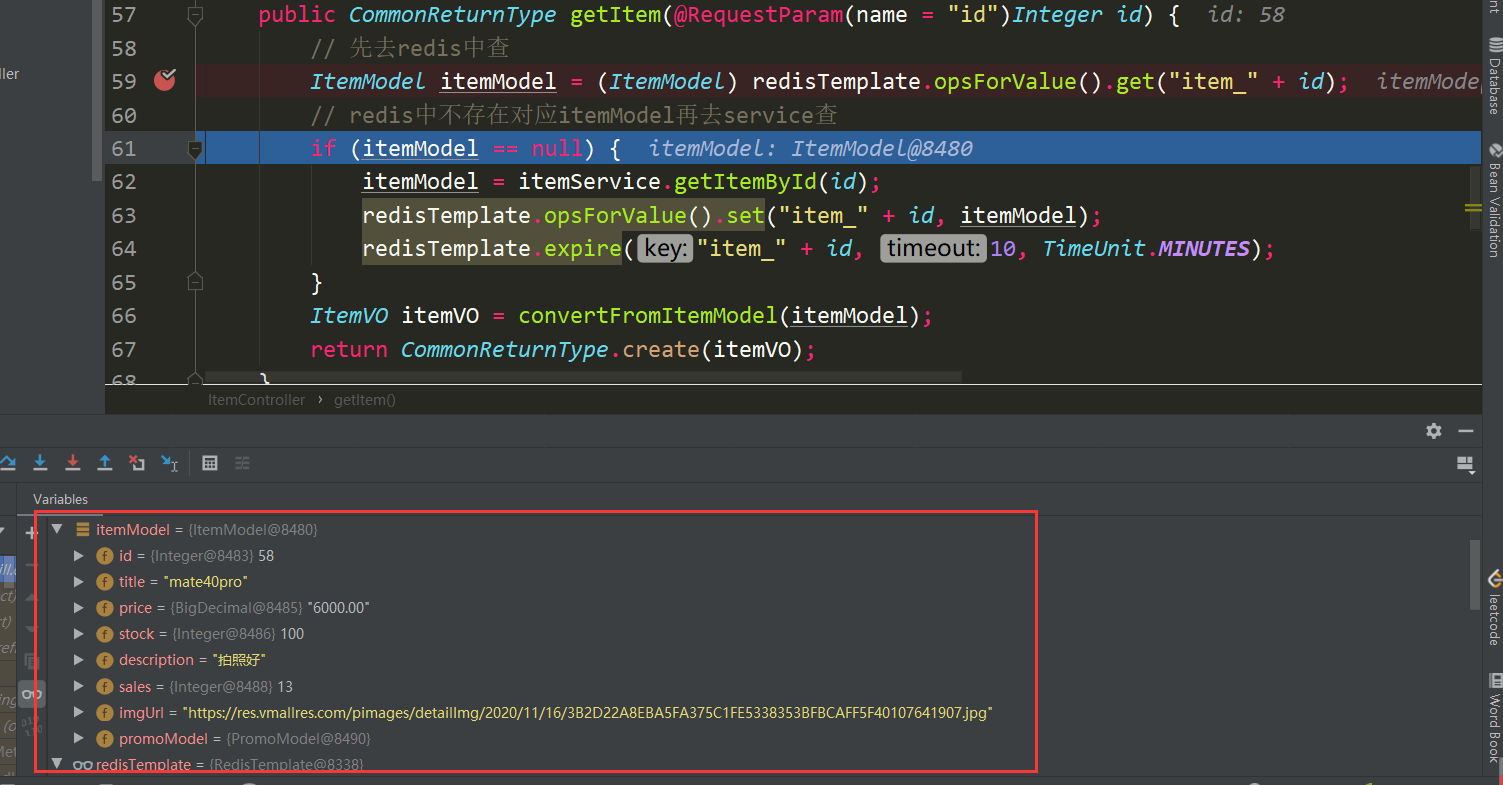 57 public CommonReturnType getItem(@RequestParam(name = "id")Integer id) { id: 58
58 // 先去redis中查
ller
59 ItemModel itemModel = (ItemModel) redisTemplate.opsForValue().get("item_" + id); itemMode
60 // redis中不存在对应itemModel再去service查
61 if (itemModel == null) { itemModel: ItemModel@8480
62 itemModel = itemService.getItemById(id);
63 redisTemplate.opsForValue().set("item_" + id, itemModel);
64 redisTemplate.expire(key: "item_" + id, timeout: 10, TimeUnit.MINUTES);
65 }
66 ItemVO itemVO = convertFromItemModel(itemModel);
67 return CommonReturnType.create(itemVO);
68 }
ItemController › getItem()
Variables
itemModel = {ItemModel@8480}
id = {Integer@8483} 58
title = "mate40pro"
price = {BigDecimal@8485} "6000.00"
stock = {Integer@8486} 100
description = "拍照好"
sales = {Integer@8488} 13
imgUrl = "https://res.vmallres.com/pimages/detailImg/2020/11/16/3B2D22A8EBA5FA375C1FE5338353BFBCAFF5F40107641907.jpg"
promoModel = {PromoModel@8490}
redisTemplate = {RedisTemplate@8338}
Database
Bean Validation
leetcode
Word Book